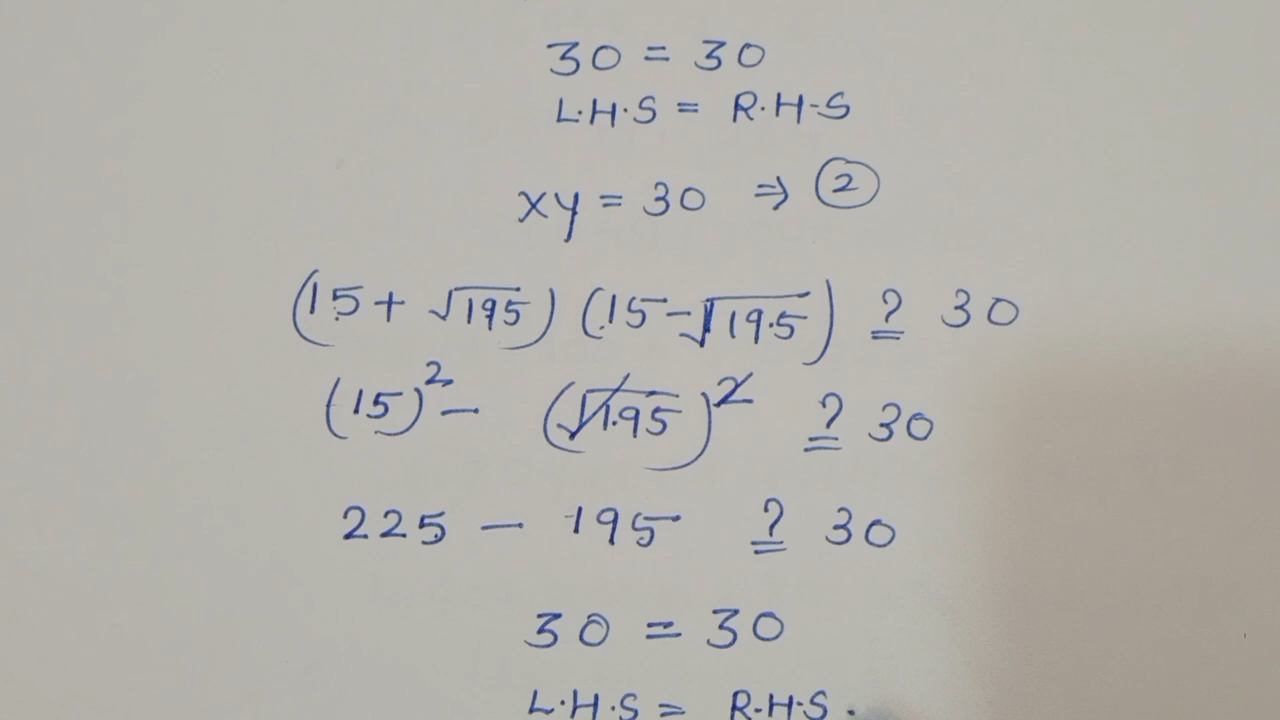 30 = 30
L.H.S = R.H-S
xy = 30 ⇒ ②
(15 + √195) (15 - √195) ≟ 30
(15)² - (√195)² ≟ 30
225 - 195 ≟ 30
30 = 30
L.H.S = R.H.S.